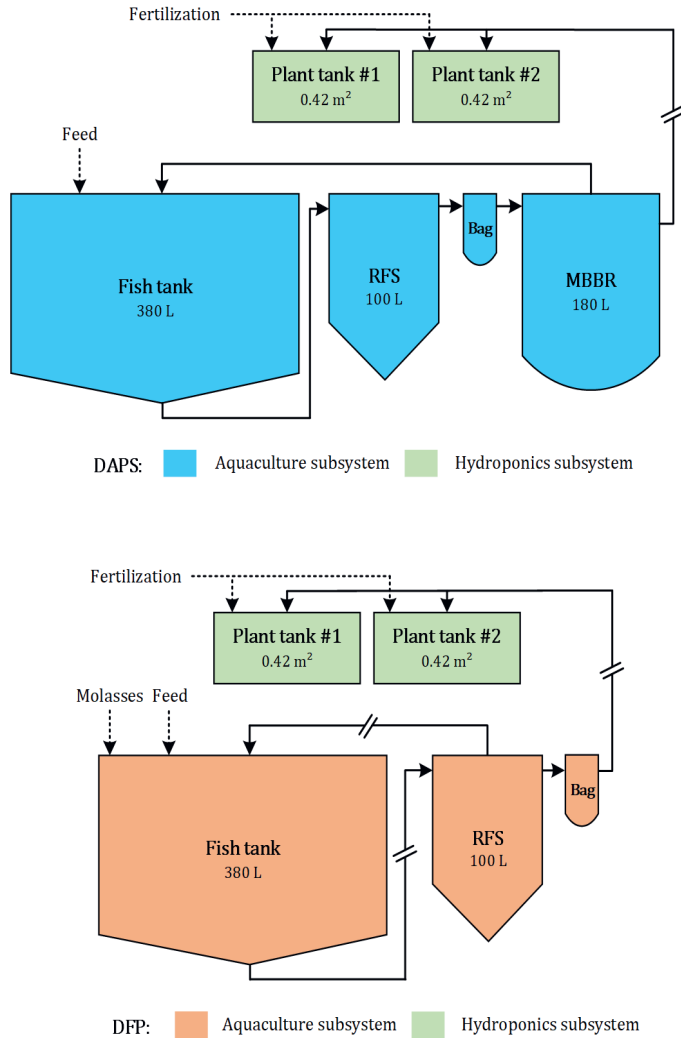 Fertilization
Plant tank #1
0.42 m²
Plant tank #2
0.42 m²
Feed
Fish tank
380 L
RFS
100 L
Bag
MBBR
180 L
DAPS: Aquaculture subsystem Hydroponics subsystem
Fertilization
Plant tank #1
0.42 m²
Plant tank #2
0.42 m²
Molasses Feed
Fish tank
380 L
RFS
100 L
Bag
DFP: Aquaculture subsystem Hydroponics subsystem